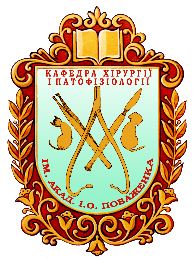 КАФЕДРА ХІРУРГІЇ
І ПАТОФІЗІОЛОГІЇ
ІМ. АКАД. І.О. ПОВАЖЕНКА